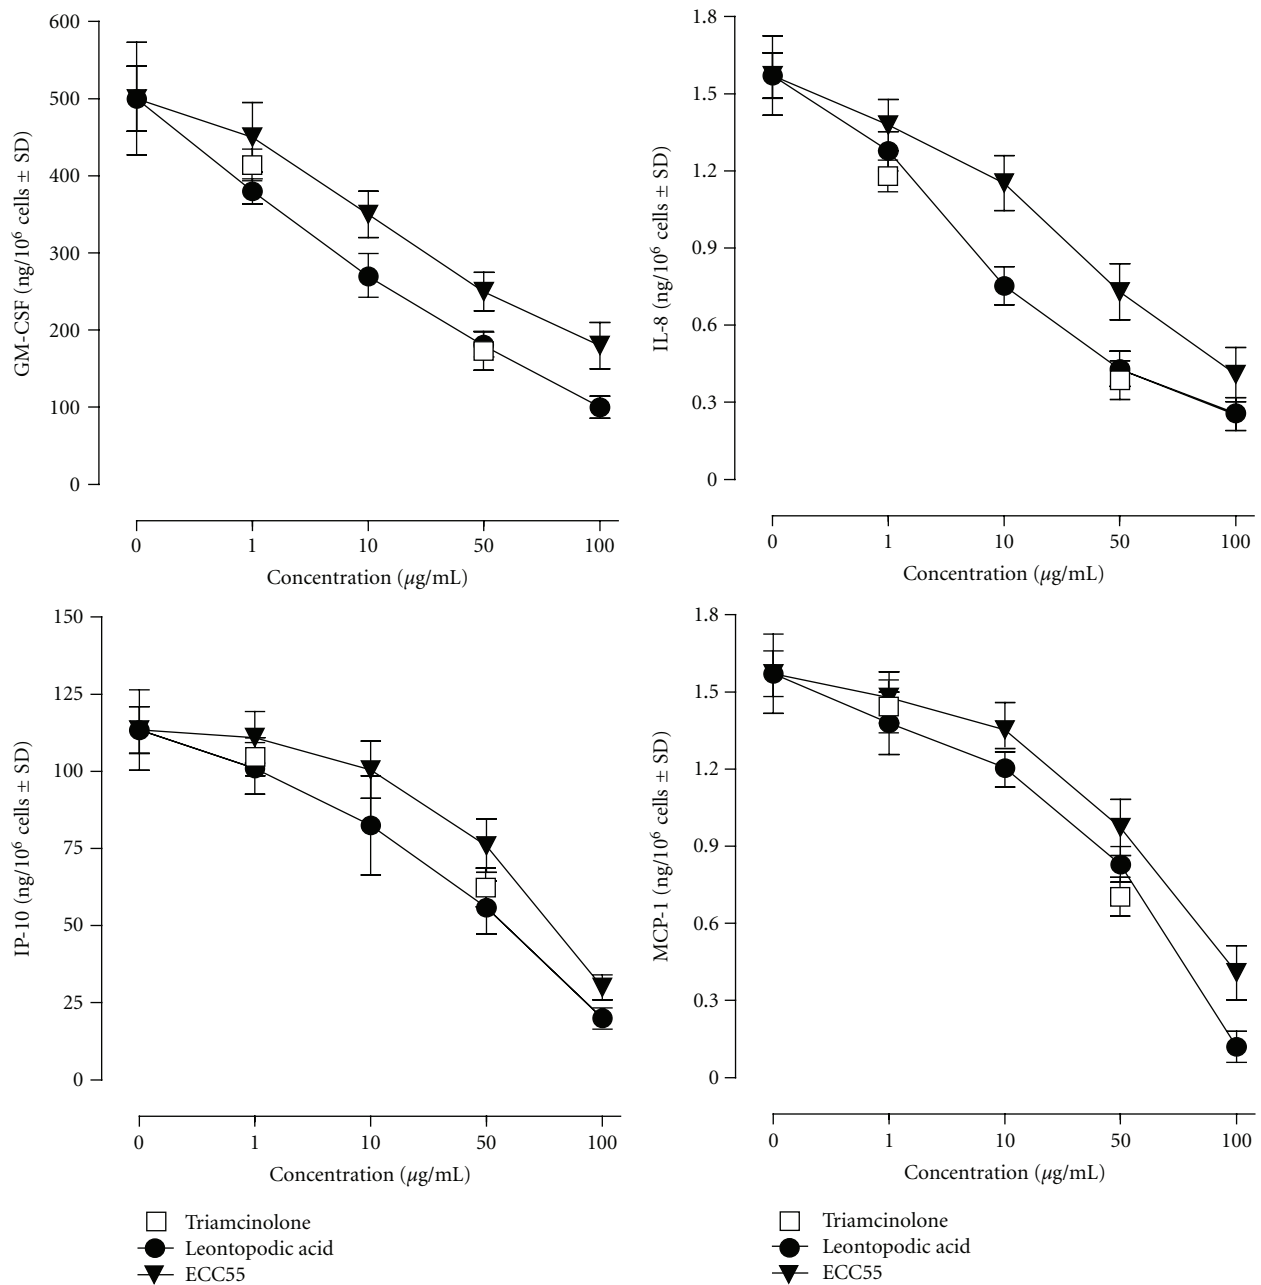 GM-CSF (ng/10⁶ cells ± SD)
600
500
400
300
200
100
0
0 1 10 50 100
Concentration (µg/mL)
IL-8 (ng/10⁶ cells ± SD)
1.8
1.5
1.2
0.9
0.6
0.3
0
0 1 10 50 100
Concentration (µg/mL)
IP-10 (ng/10⁶ cells ± SD)
150
125
100
75
50
25
0
0 1 10 50 100
Concentration (µg/mL)
Triamcinolone
Leontopodic acid
ECC55
MCP-1 (ng/10⁶ cells ± SD)
1.8
1.5
1.2
0.9
0.6
0.3
0
0 1 10 50 100
Concentration (µg/mL)
Triamcinolone
Leontopodic acid
ECC55